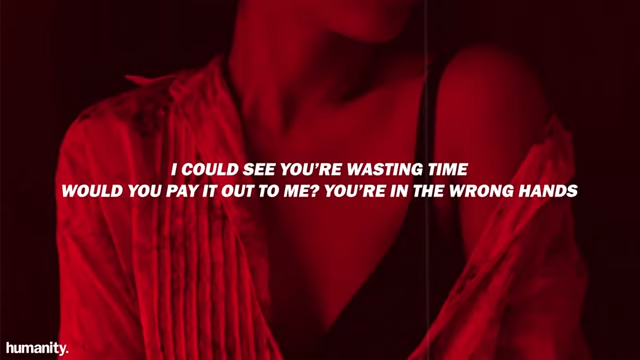 I COULD SEE YOU'RE WASTING TIME
WOULD YOU PAY IT OUT TO ME? YOU'RE IN THE WRONG HANDS
humanity.